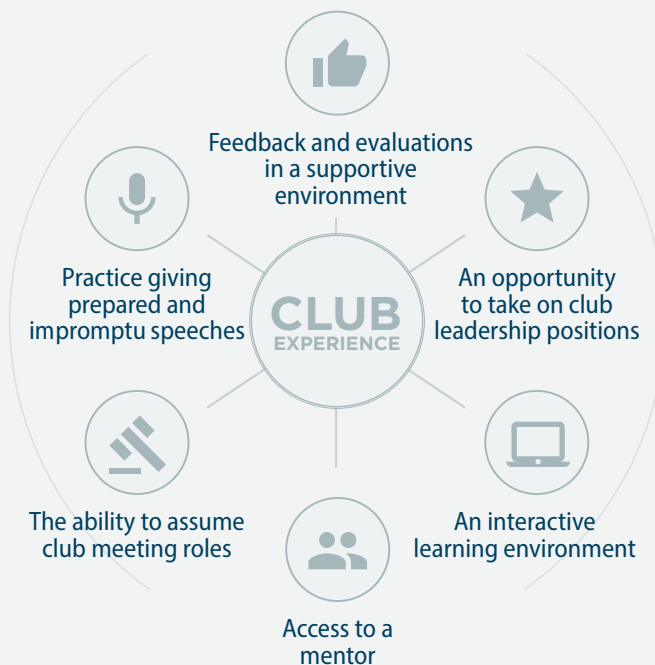 Feedback and evaluations
in a supportive
environment
Practice giving
prepared and
impromptu speeches
An opportunity
to take on club
leadership positions
CLUB
EXPERIENCE
The ability to assume
club meeting roles
An interactive
learning environment
Access to a
mentor